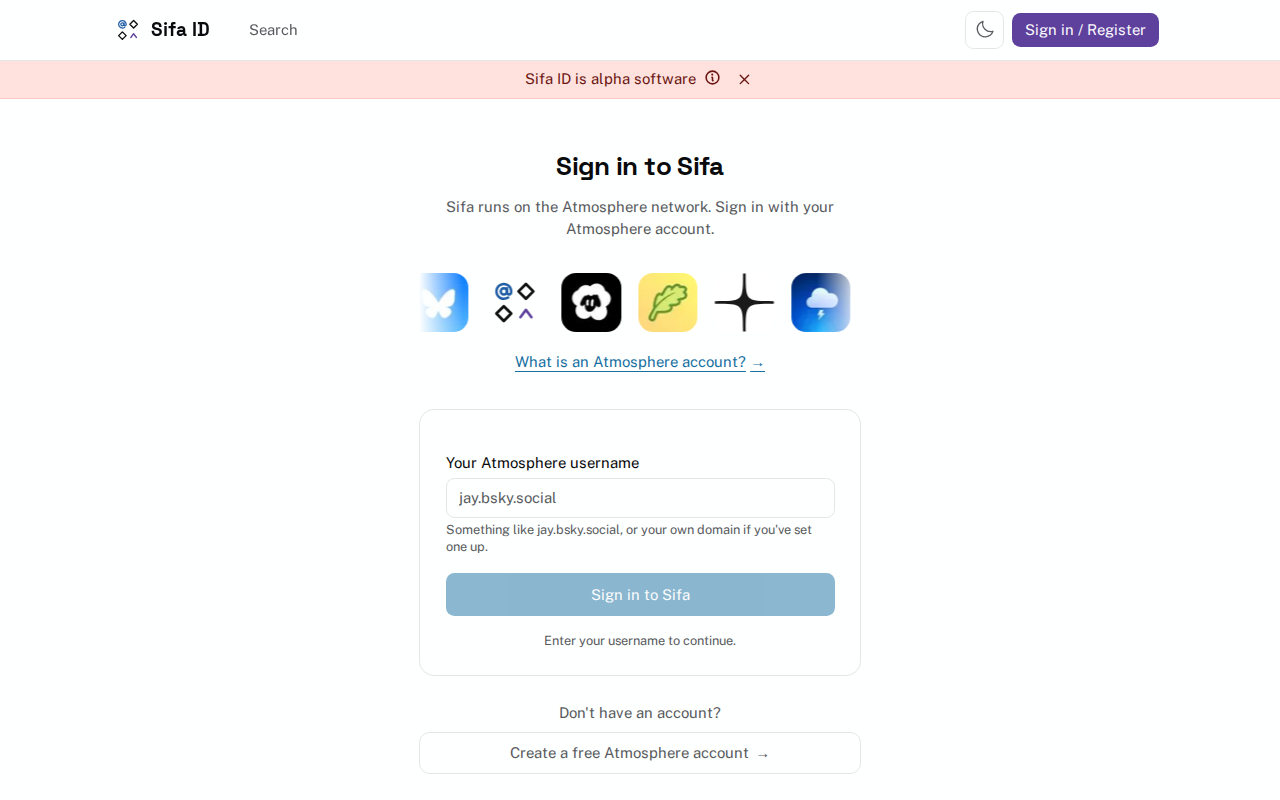 Sifa ID
Search
Sign in / Register
Sifa ID is alpha software
Sign in to Sifa
Sifa runs on the Atmosphere network. Sign in with your
Atmosphere account.
What is an Atmosphere account? →
Your Atmosphere username
jay.bsky.social
Something like jay.bsky.social, or your own domain if you've set
one up.
Sign in to Sifa
Enter your username to continue.
Don't have an account?
Create a free Atmosphere account →